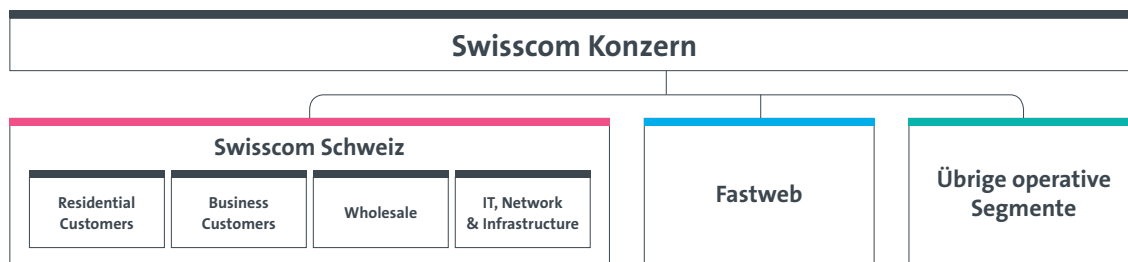 Swisscom Konzern
Swisscom Schweiz
Residential
Customers
Business
Customers
Wholesale
IT, Network
& Infrastructure
Fastweb
Übrige operative
Segmente